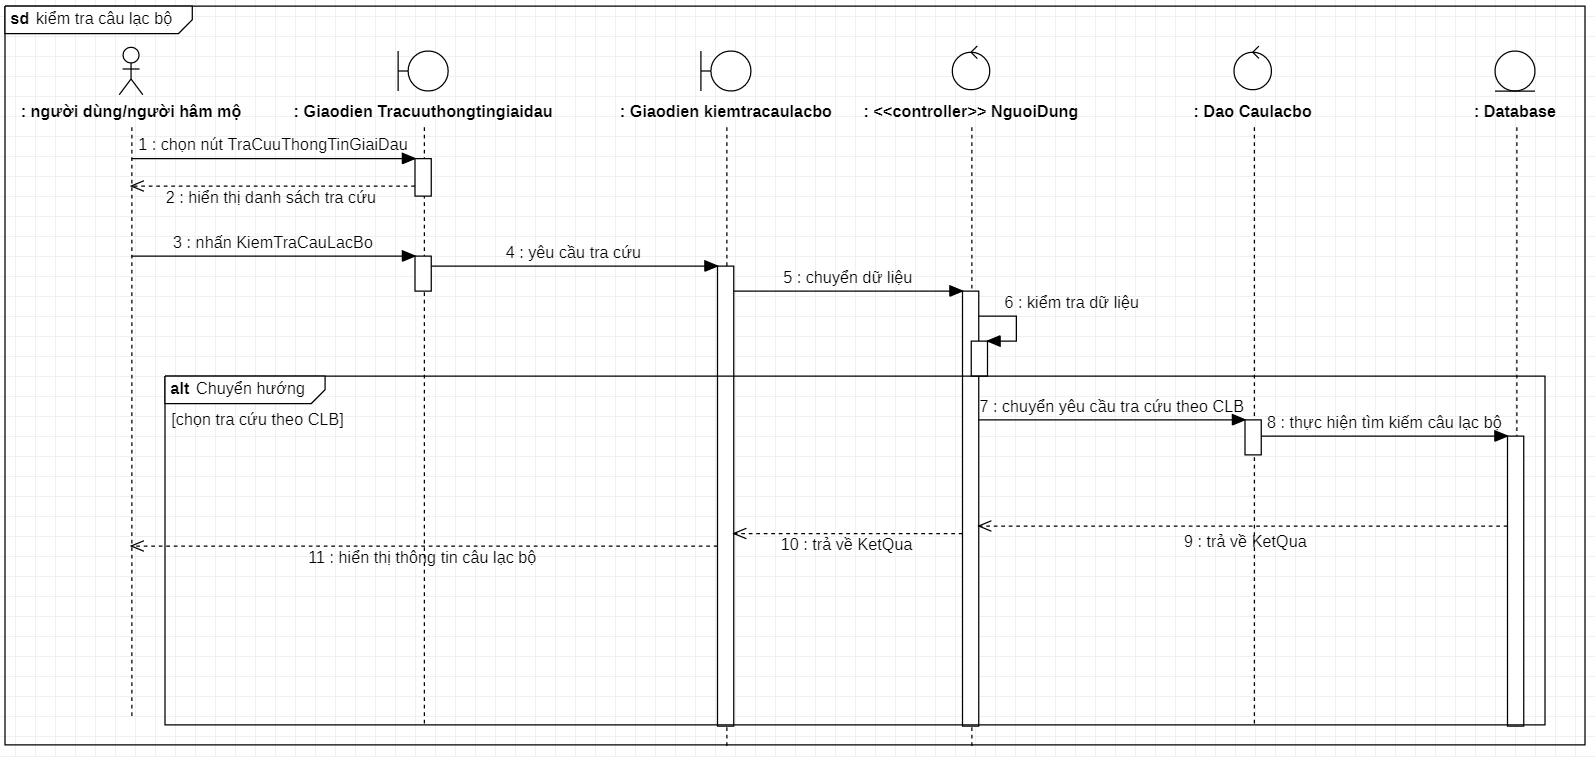 sd kiểm tra câu lạc bộ
: người dùng/người hâm mộ
: Giaodien Tracuuthongtingiaidau
: Giaodien kiemtracaulacbo
: <<controller>> NguoiDung
: Dao Caulacbo
: Database
1 : chọn nút TraCuuThongTinGiaiDau
2 : hiển thị danh sách tra cứu
3 : nhấn KiemTraCauLacBo
4 : yêu cầu tra cứu
5 : chuyển dữ liệu
6 : kiểm tra dữ liệu
alt Chuyển hướng
[chọn tra cứu theo CLB]
7 : chuyển yêu cầu tra cứu theo CLB
8 : thực hiện tìm kiếm câu lạc bộ
9 : trả về KetQua
10 : trả về KetQua
11 : hiển thị thông tin câu lạc bộ